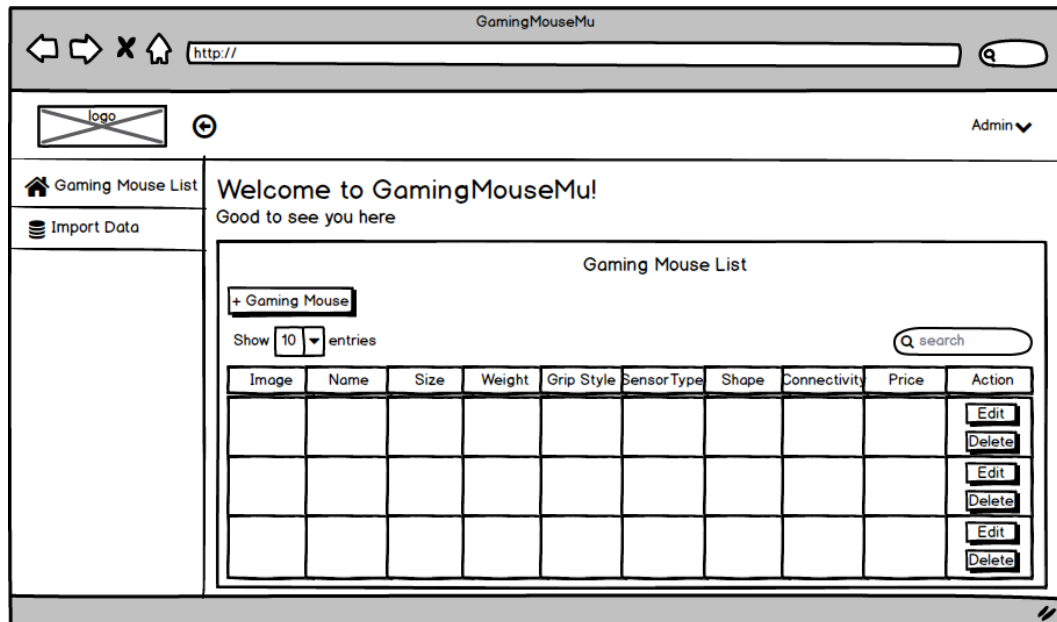 GamingMouseMu
http://
logo
Admin
Gaming Mouse List
Import Data
Welcome to GamingMouseMu!
Good to see you here
Gaming Mouse List
+ Gaming Mouse
Show 10 entries
search
Image Name Size Weight Grip Style SensorType Shape Connectivity Price Action
Edit
Delete
Edit
Delete
Edit
Delete